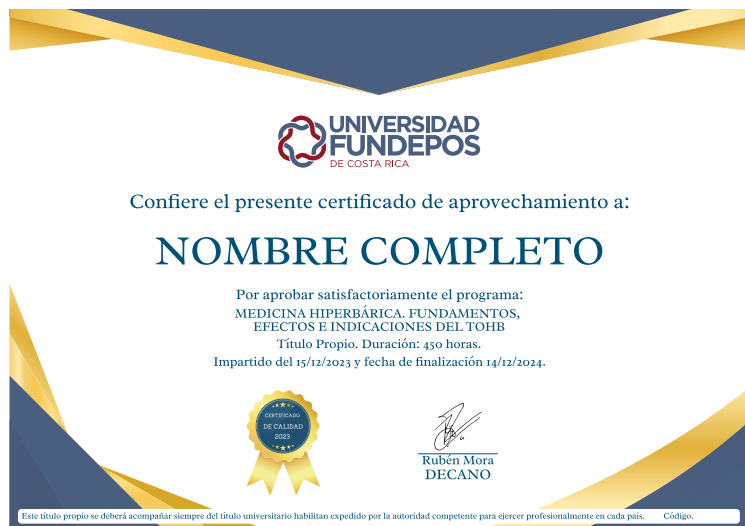 UNIVERSIDAD
FUNDEPOS
DE COSTA RICA
Confiere el presente certificado de aprovechamiento a:
NOMBRE COMPLETO
Por aprobar satisfactoriamente el programa:
MEDICINA HIPERBÁRICA. FUNDAMENTOS,
EFECTOS E INDICACIONES DEL TOHB
Título Propio. Duración: 450 horas.
Impartido del 15/12/2023 y fecha de finalización 14/12/2024.
CERTIFICADO
DE CALIDAD
2023
Rubén Mora
DECANO
Este título propio se deberá acompañar siempre del título universitario habilitan expedido por la autoridad competente para ejercer profesionalmente en cada país. Código.